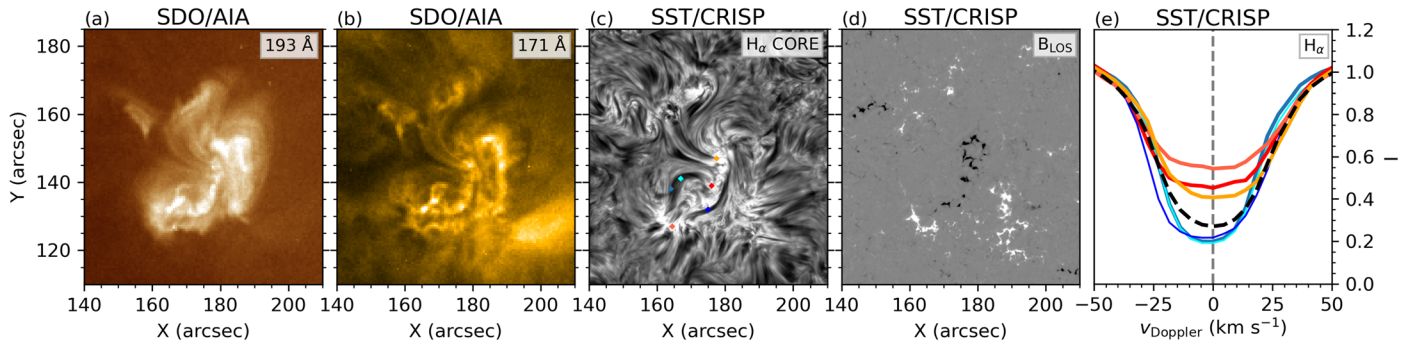 (a) SDO/AIA
(b) SDO/AIA
(c) SST/CRISP
(d) SST/CRISP
(e) SST/CRISP
193 Å
171 Å
Hα CORE
BLOS
Hα
180
160
140
120
Y (arcsec)
140 160 180 200
X (arcsec)
140 160 180 200
X (arcsec)
140 160 180 200
X (arcsec)
140 160 180 200
X (arcsec)
−50 −25 0 25 50
vDoppler (km s−1)
1.2
1.0
0.8
0.6
0.4
0.2
0.0
I